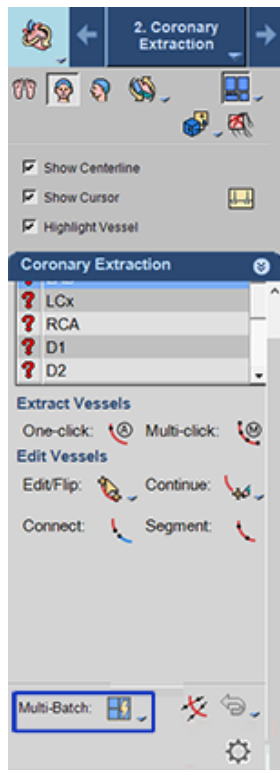 2. Coronary
Extraction
Show Centerline
Show Cursor
Highlight Vessel
Coronary Extraction
? LCx
? RCA
? D1
? D2
Extract Vessels
One-click: A Multi-click: M
Edit Vessels
Edit/Flip: Continue:
Connect: Segment:
Multi-Batch: